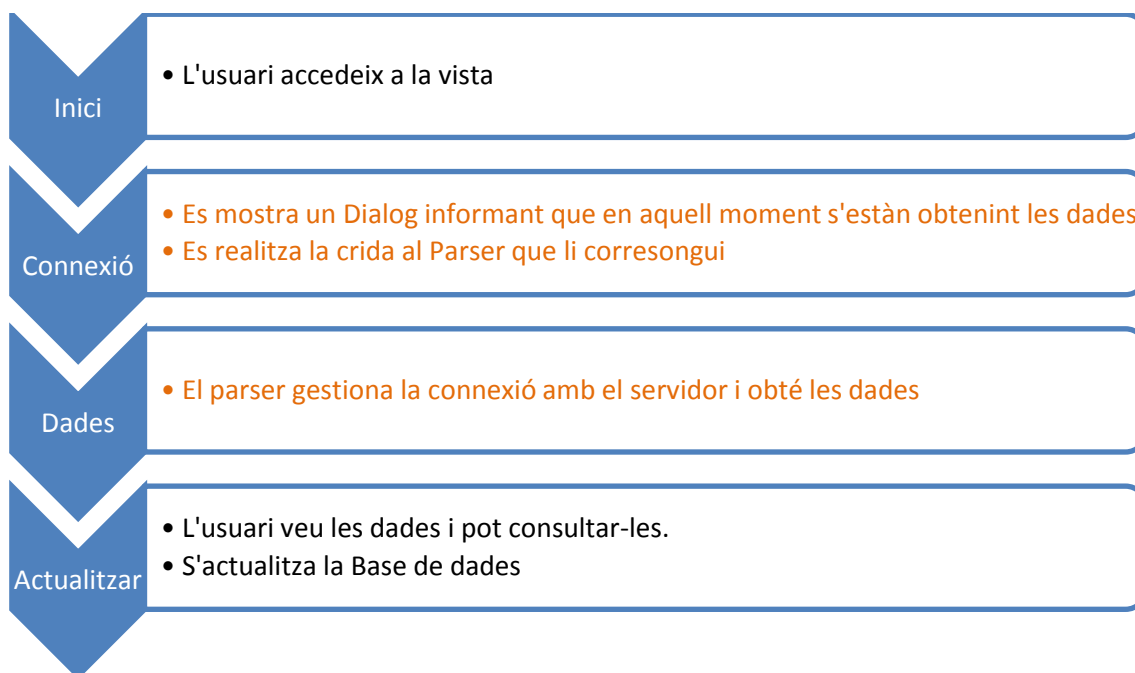 Inici
• L'usuari accedeix a la vista
Connexió
• Es mostra un Dialog informant que en aquell moment s'estàn obtenint les dades
• Es realitza la crida al Parser que li corresongui
Dades
• El parser gestiona la connexió amb el servidor i obté les dades
Actualitzar
• L'usuari veu les dades i pot consultar-les.
• S'actualitza la Base de dades